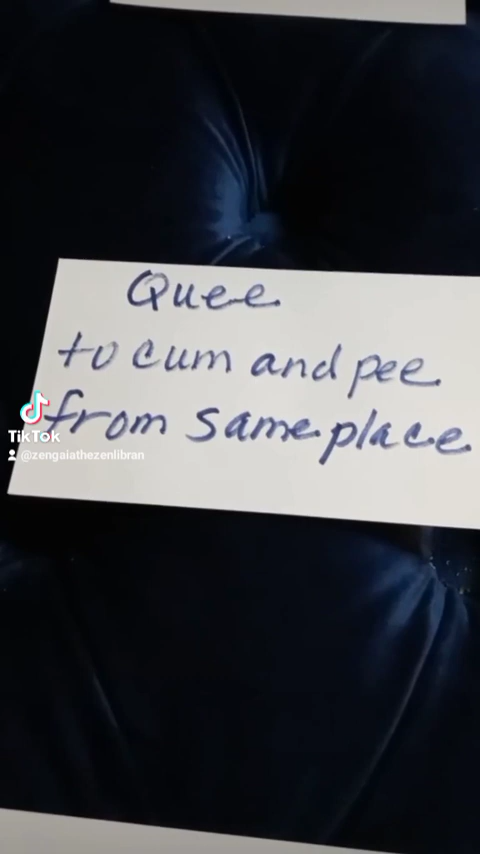 Quee
to cum and pee
from same place
TikTok
@zengaiathezenlibran